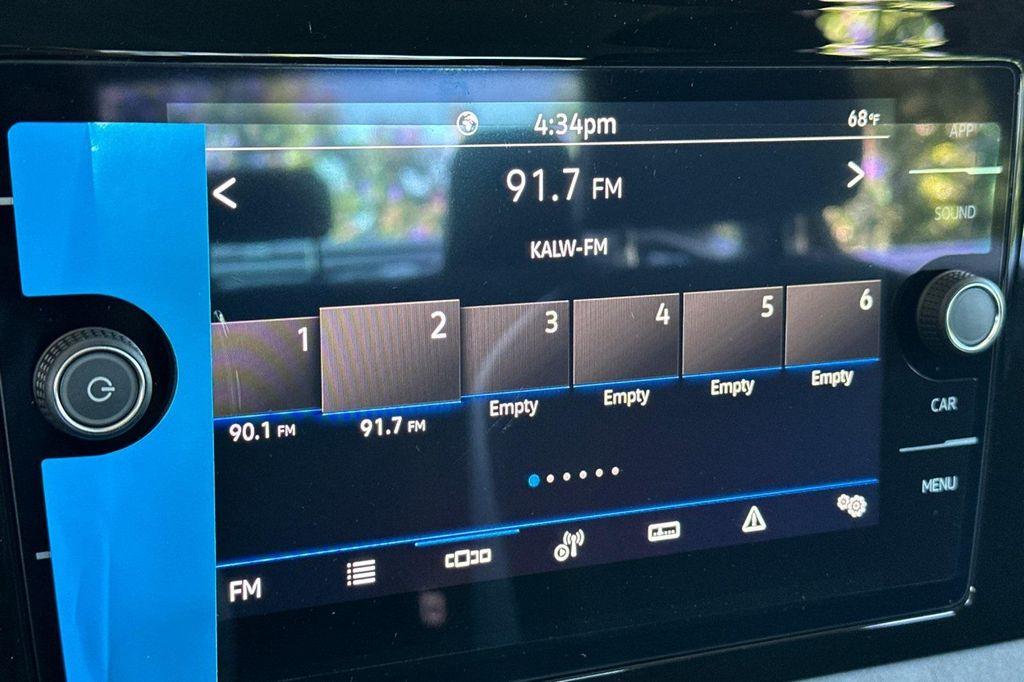 4:34pm 68°F
< 91.7 FM >
KALW-FM
1 2 3 4 5 6
90.1 FM 91.7 FM Empty Empty Empty Empty
FM
APP
SOUND
CAR
MENU